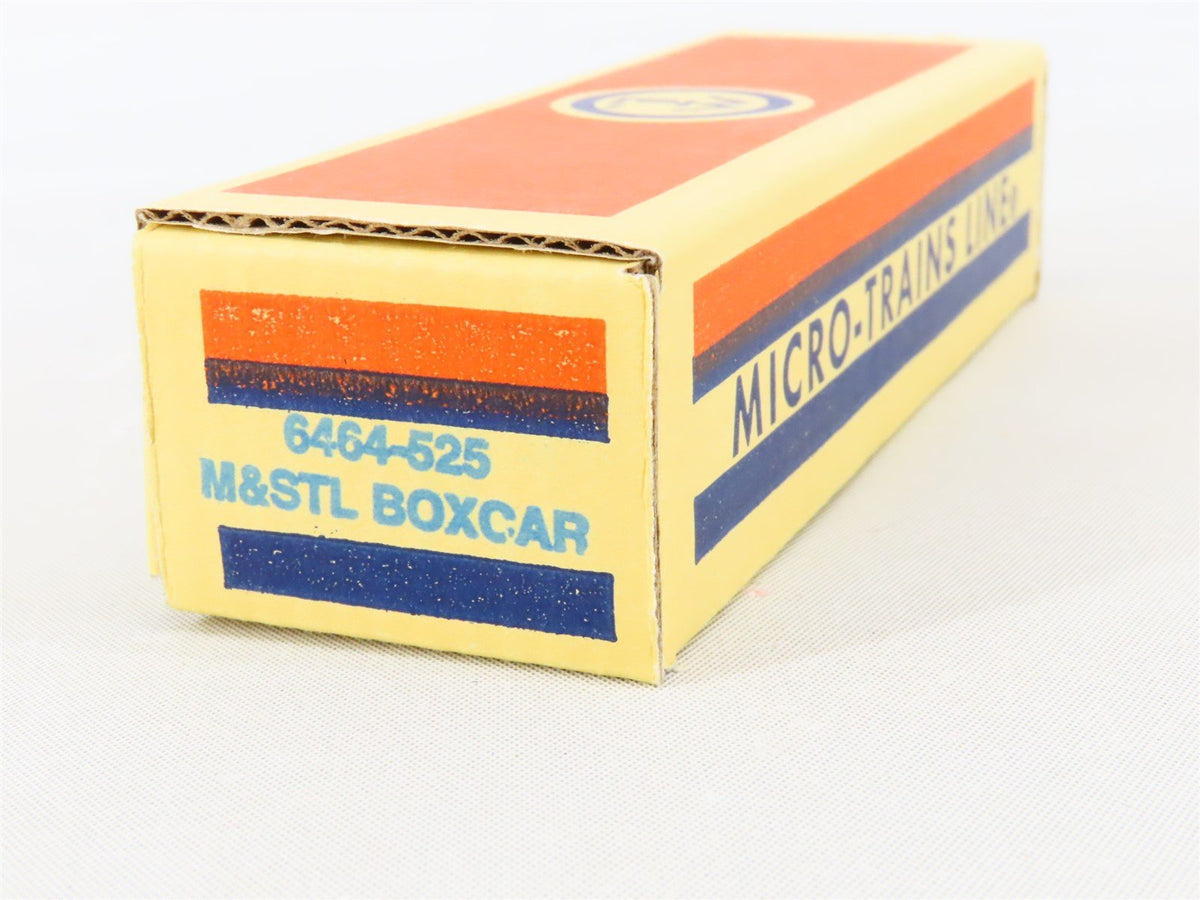 6464-525
M&STL BOXCAR
MICRO-TRAINS LINE®